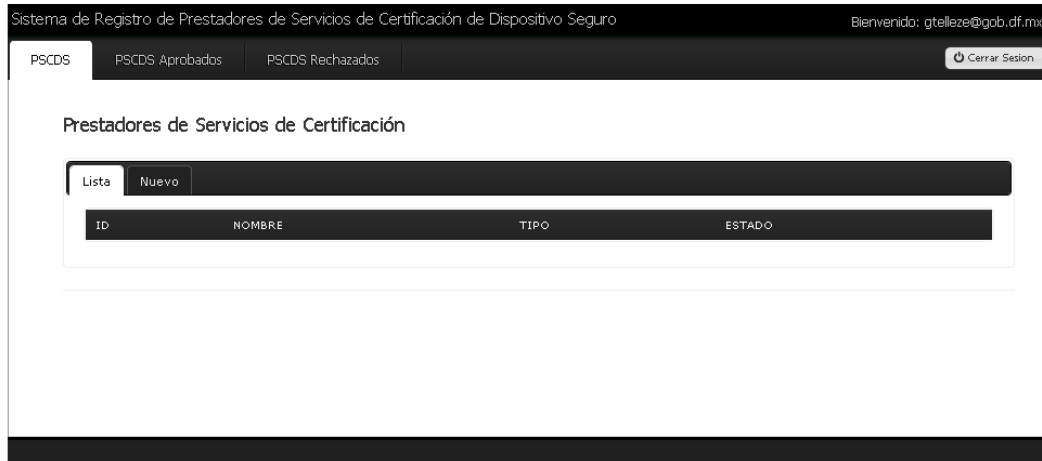 Sistema de Registro de Prestadores de Servicios de Certificación de Dispositivo Seguro
Bienvenido: gtelleze@gob.df.mx
PSCDS PSCDS Aprobados PSCDS Rechazados
Cerrar Sesion
Prestadores de Servicios de Certificación
Lista Nuevo
ID NOMBRE TIPO ESTADO